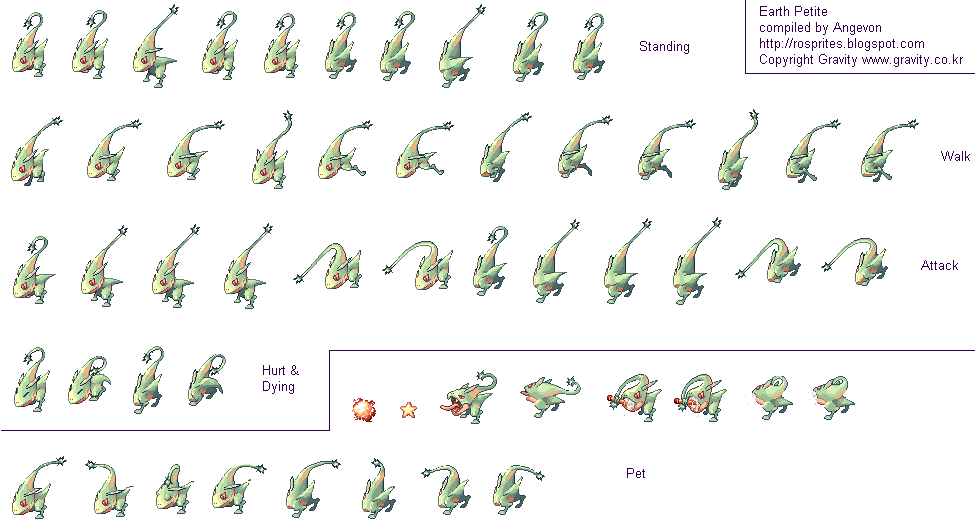 Earth Petite
compiled by Angevon
http://rosprites.blogspot.com
Copyright Gravity www.gravity.co.kr
Standing
Walk
Attack
Hurt &
Dying
Pet